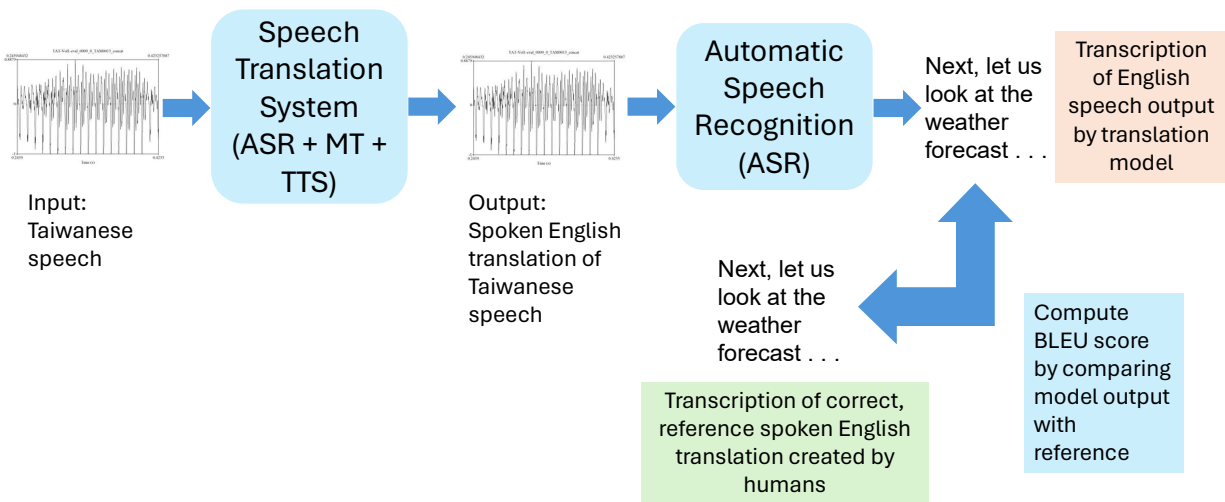 Speech
Translation
System
(ASR + MT +
TTS)
Automatic
Speech
Recognition
(ASR)
Next, let us
look at the
weather
forecast . . .
Transcription
of English
speech output
by translation
model
Time (s)
Time (s)
Input:
Taiwanese
speech
Output:
Spoken English
translation of
Taiwanese
speech
Next, let us
look at the
weather
forecast . . .
Compute
BLEU score
by comparing
model output
with
reference
Transcription of correct,
reference spoken English
translation created by
humans